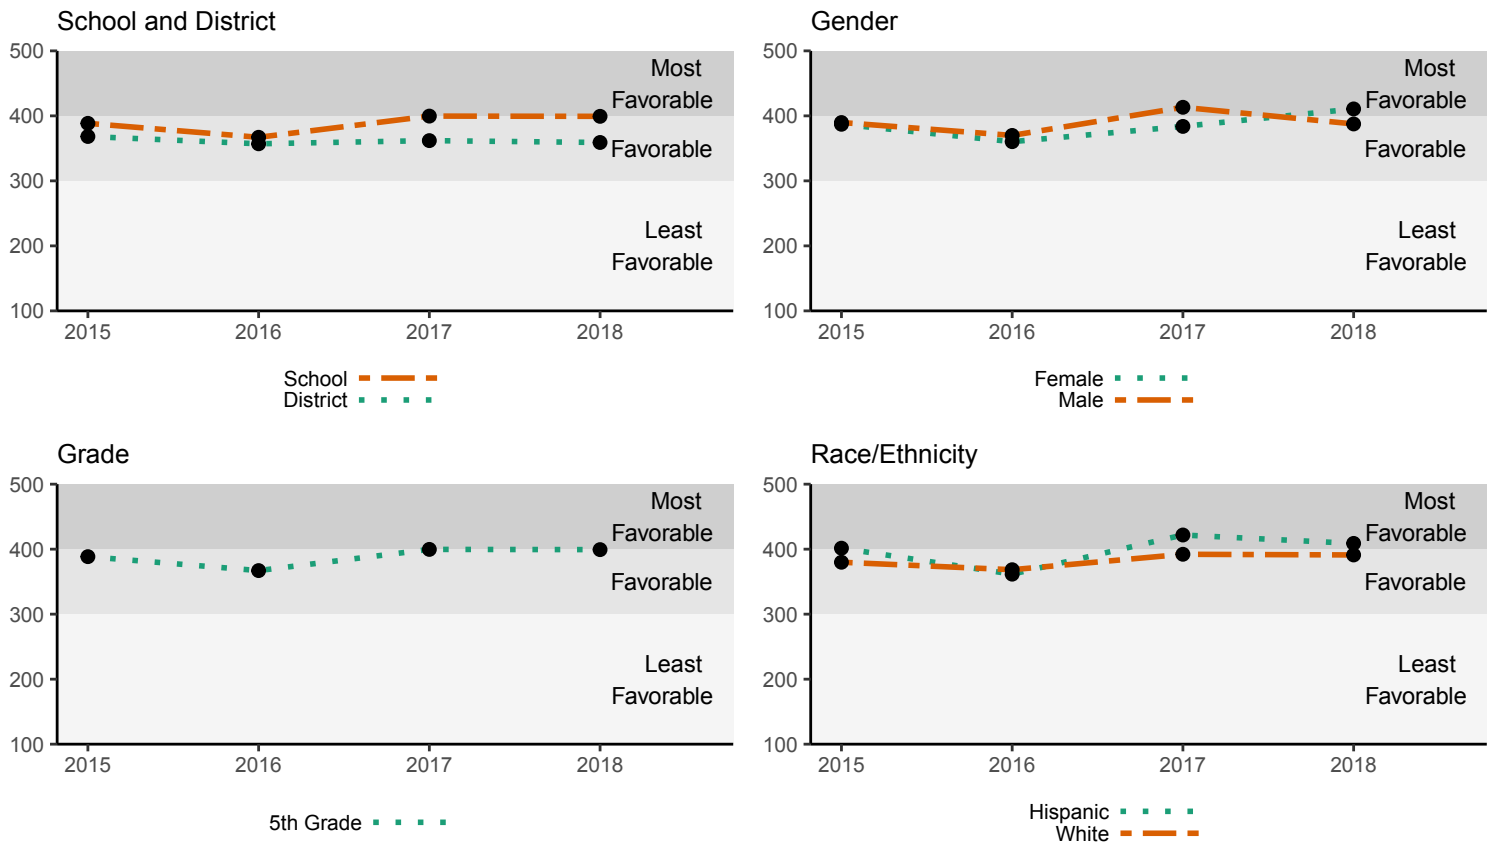 School and District
500
400
300
200
100
Most
Favorable
Favorable
Least
Favorable
2015 2016 2017 2018
School
District
Gender
500
400
300
200
100
Most
Favorable
Favorable
Least
Favorable
2015 2016 2017 2018
Female
Male
Grade
500
400
300
200
100
Most
Favorable
Favorable
Least
Favorable
2015 2016 2017 2018
5th Grade
Race/Ethnicity
500
400
300
200
100
Most
Favorable
Favorable
Least
Favorable
2015 2016 2017 2018
Hispanic
White